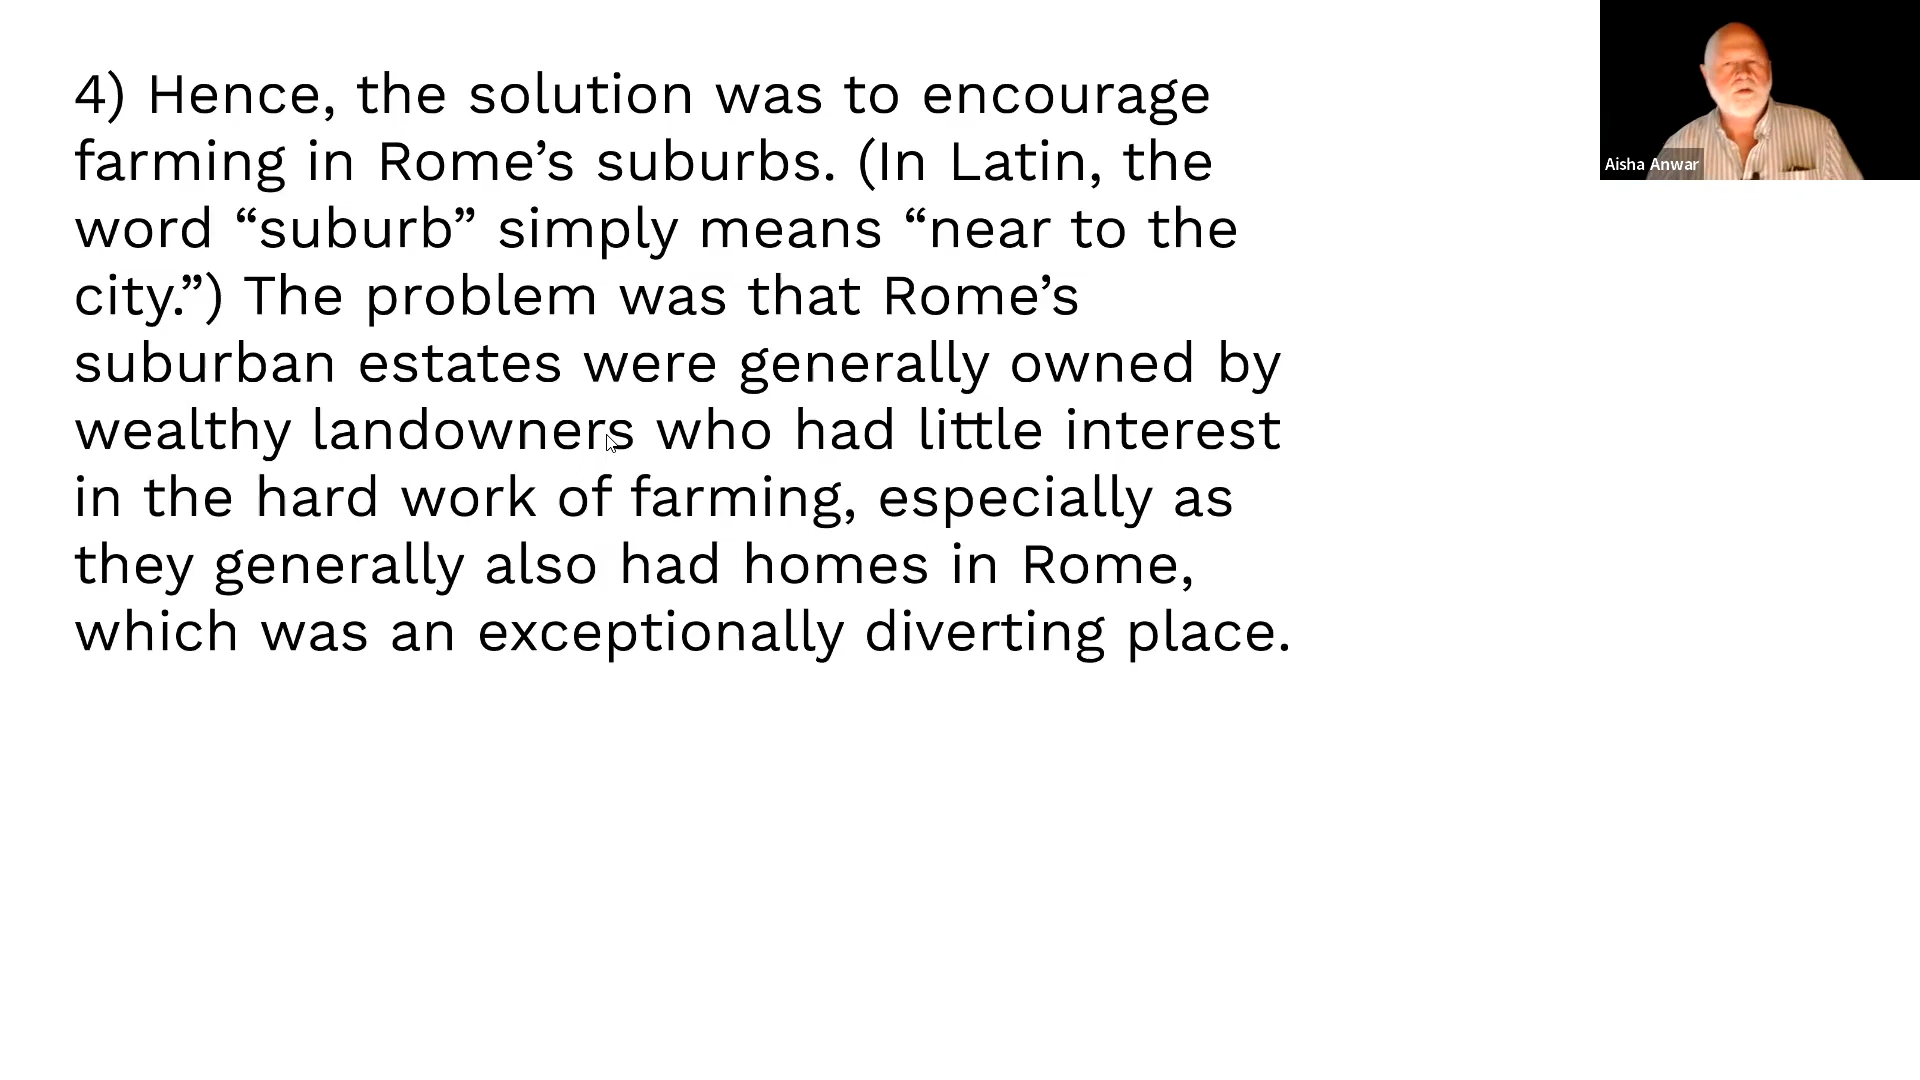 4) Hence, the solution was to encourage
farming in Rome’s suburbs. (In Latin, the
word “suburb” simply means “near to the
city.”) The problem was that Rome’s
suburban estates were generally owned by
wealthy landowners who had little interest
in the hard work of farming, especially as
they generally also had homes in Rome,
which was an exceptionally diverting place.
Aisha Anwar